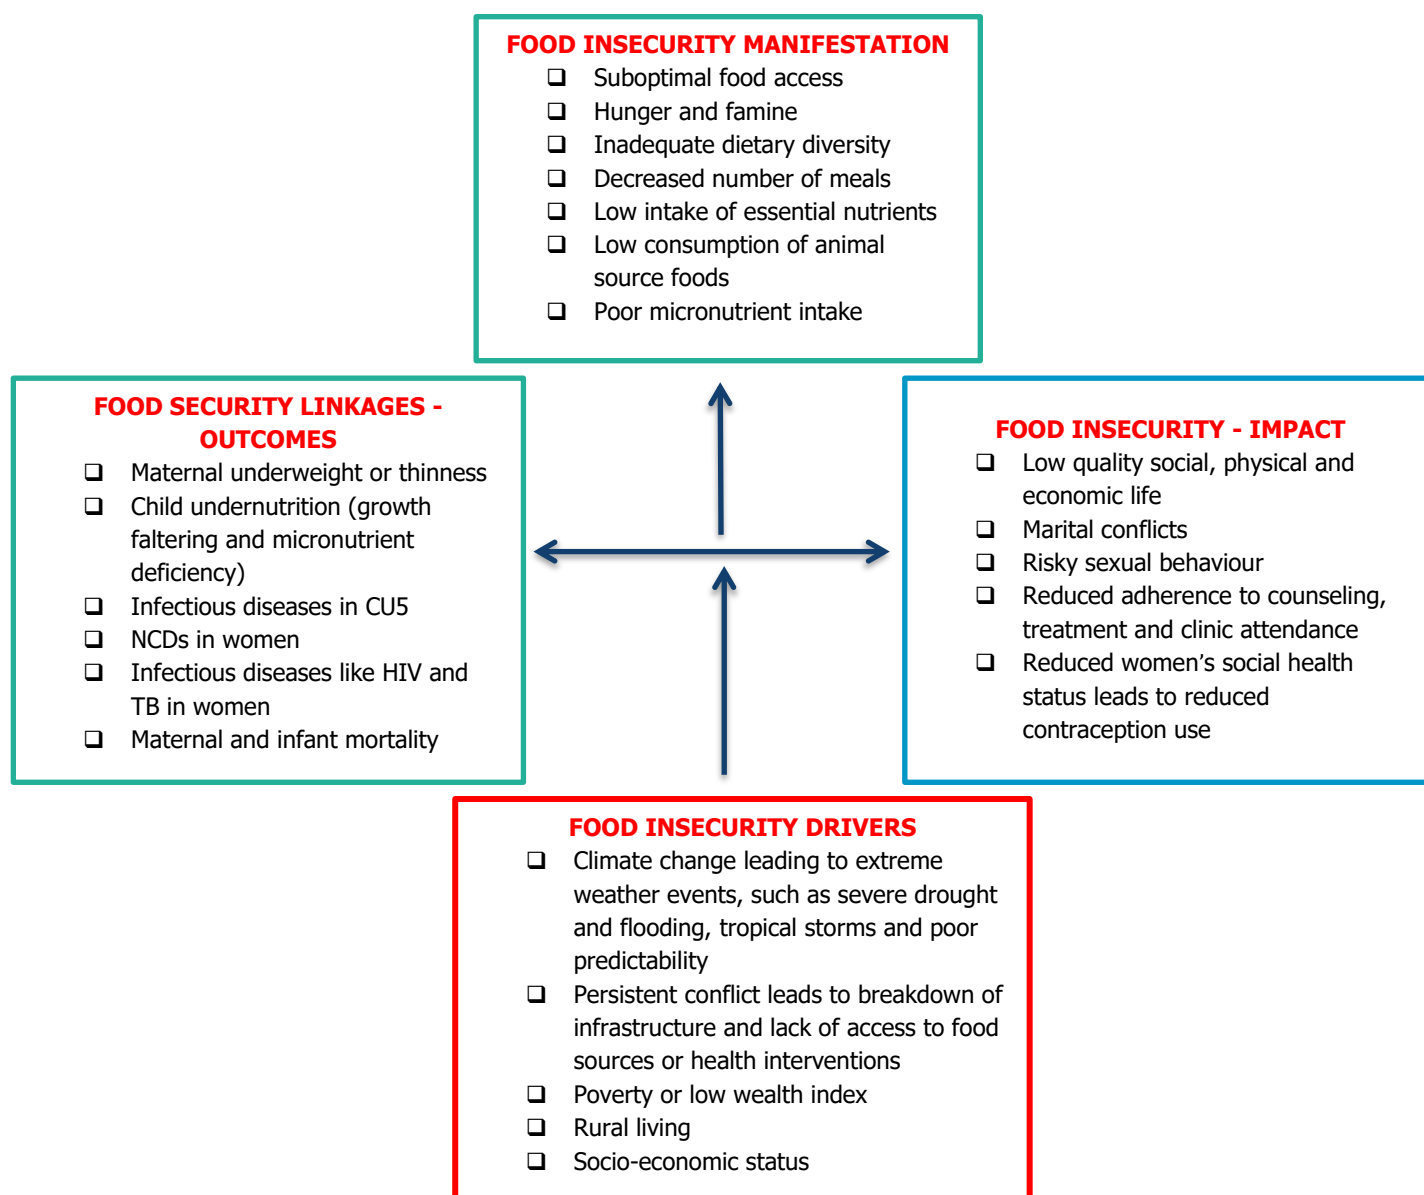 FOOD INSECURITY MANIFESTATION
❑ Suboptimal food access
❑ Hunger and famine
❑ Inadequate dietary diversity
❑ Decreased number of meals
❑ Low intake of essential nutrients
❑ Low consumption of animal
source foods
❑ Poor micronutrient intake
FOOD SECURITY LINKAGES -
OUTCOMES
❑ Maternal underweight or thinness
❑ Child undernutrition (growth
faltering and micronutrient
deficiency)
❑ Infectious diseases in CU5
❑ NCDs in women
❑ Infectious diseases like HIV and
TB in women
❑ Maternal and infant mortality
FOOD INSECURITY - IMPACT
❑ Low quality social, physical and
economic life
❑ Marital conflicts
❑ Risky sexual behaviour
❑ Reduced adherence to counseling,
treatment and clinic attendance
❑ Reduced women’s social health
status leads to reduced
contraception use
FOOD INSECURITY DRIVERS
❑ Climate change leading to extreme
weather events, such as severe drought
and flooding, tropical storms and poor
predictability
❑ Persistent conflict leads to breakdown of
infrastructure and lack of access to food
sources or health interventions
❑ Poverty or low wealth index
❑ Rural living
❑ Socio-economic status